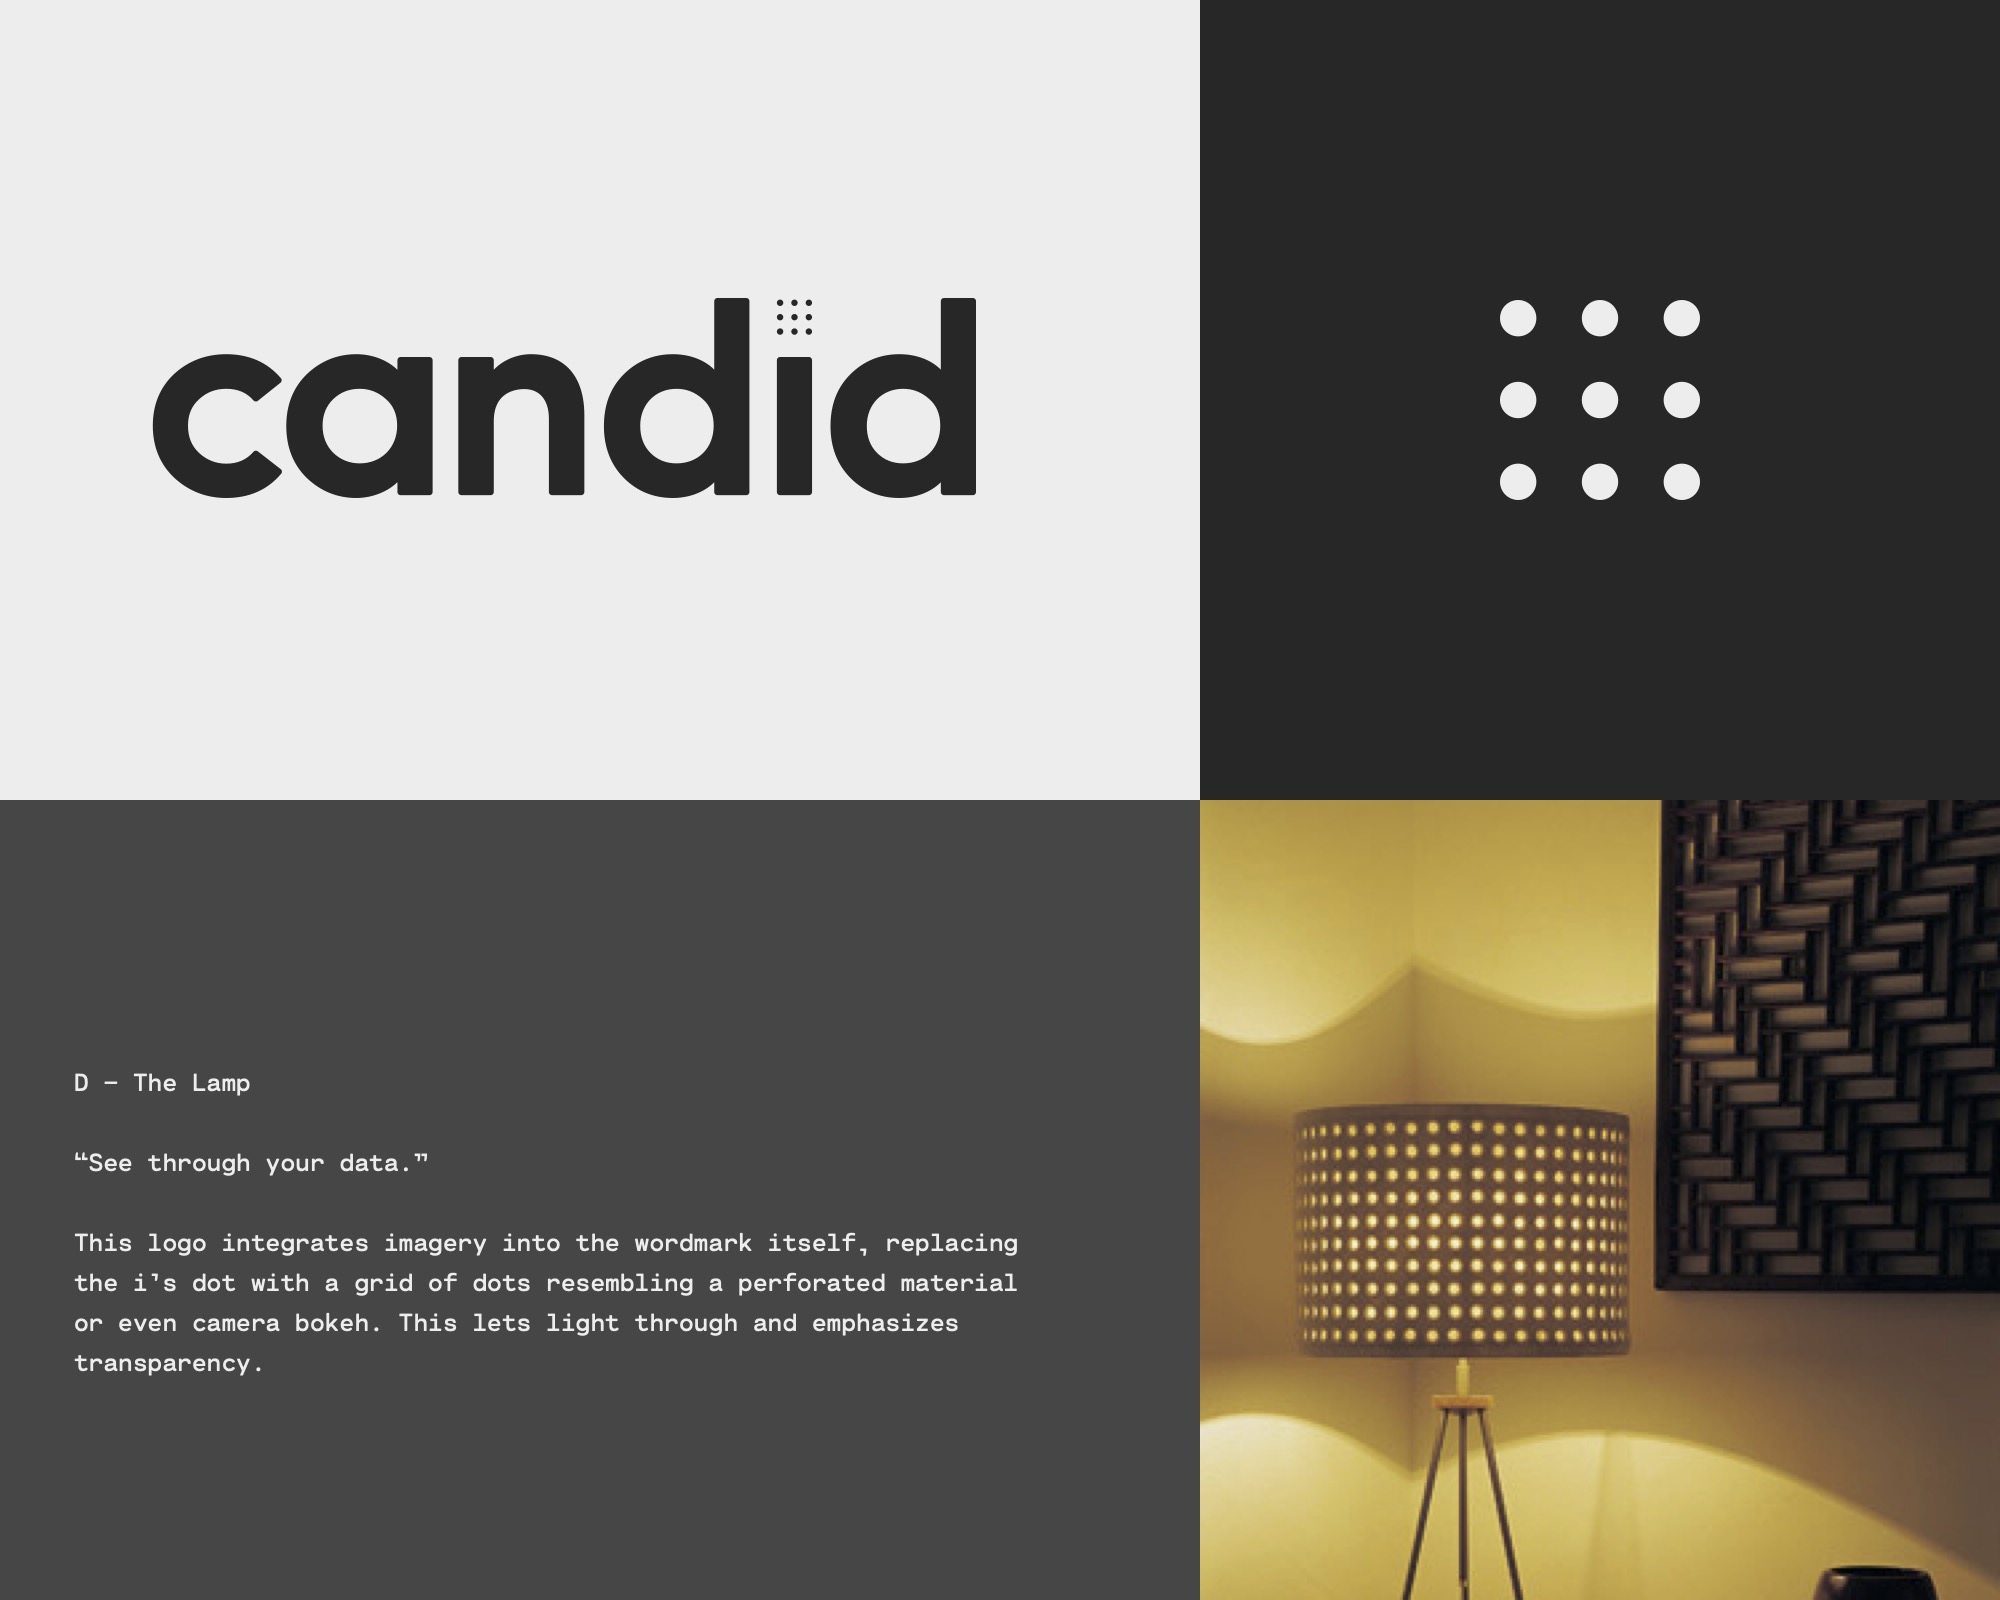 candid
D – The Lamp
“See through your data.”
This logo integrates imagery into the wordmark itself, replacing
the i’s dot with a grid of dots resembling a perforated material
or even camera bokeh. This lets light through and emphasizes
transparency.